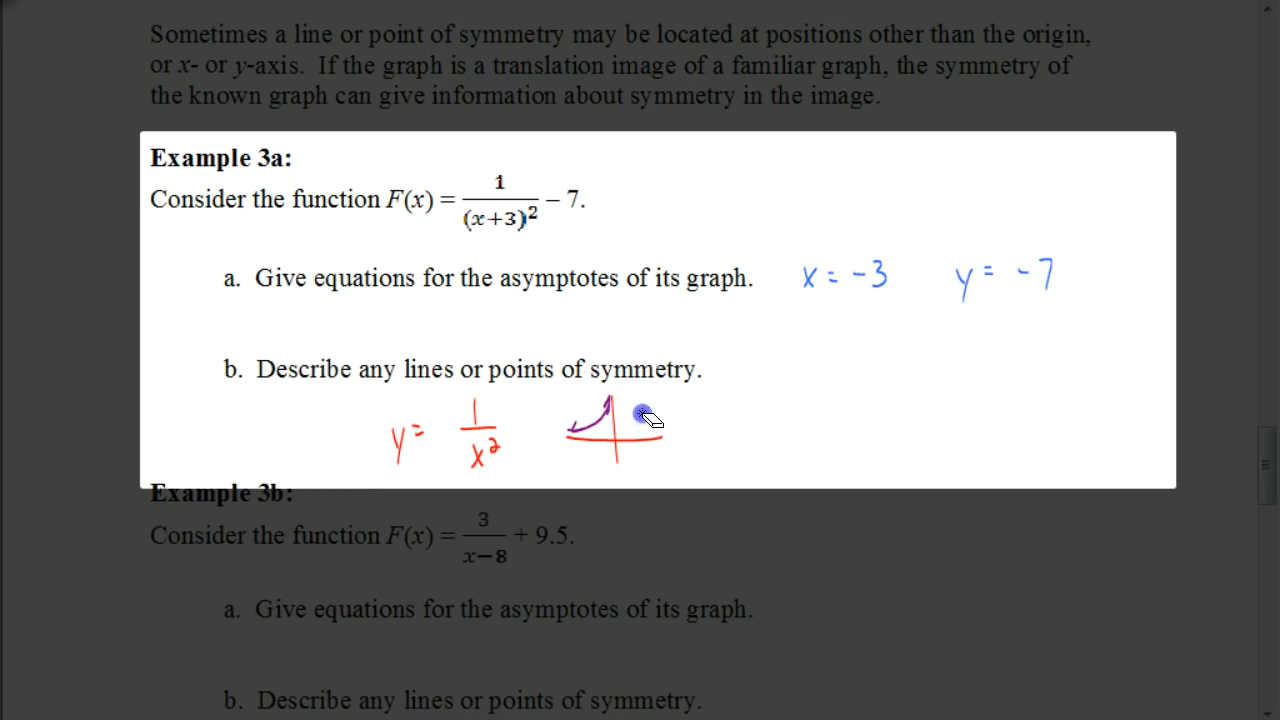 Sometimes a line or point of symmetry may be located at positions other than the origin,
or x- or y-axis. If the graph is a translation image of a familiar graph, the symmetry of
the known graph can give information about symmetry in the image.
Example 3a:
Consider the function F(x) = 1/(x+3)² – 7.
a. Give equations for the asymptotes of its graph. x = -3 y = -7
b. Describe any lines or points of symmetry.
y = 1/x²
Example 3b:
Consider the function F(x) = 3/(x−8) + 9.5.
a. Give equations for the asymptotes of its graph.
b. Describe any lines or points of symmetry.